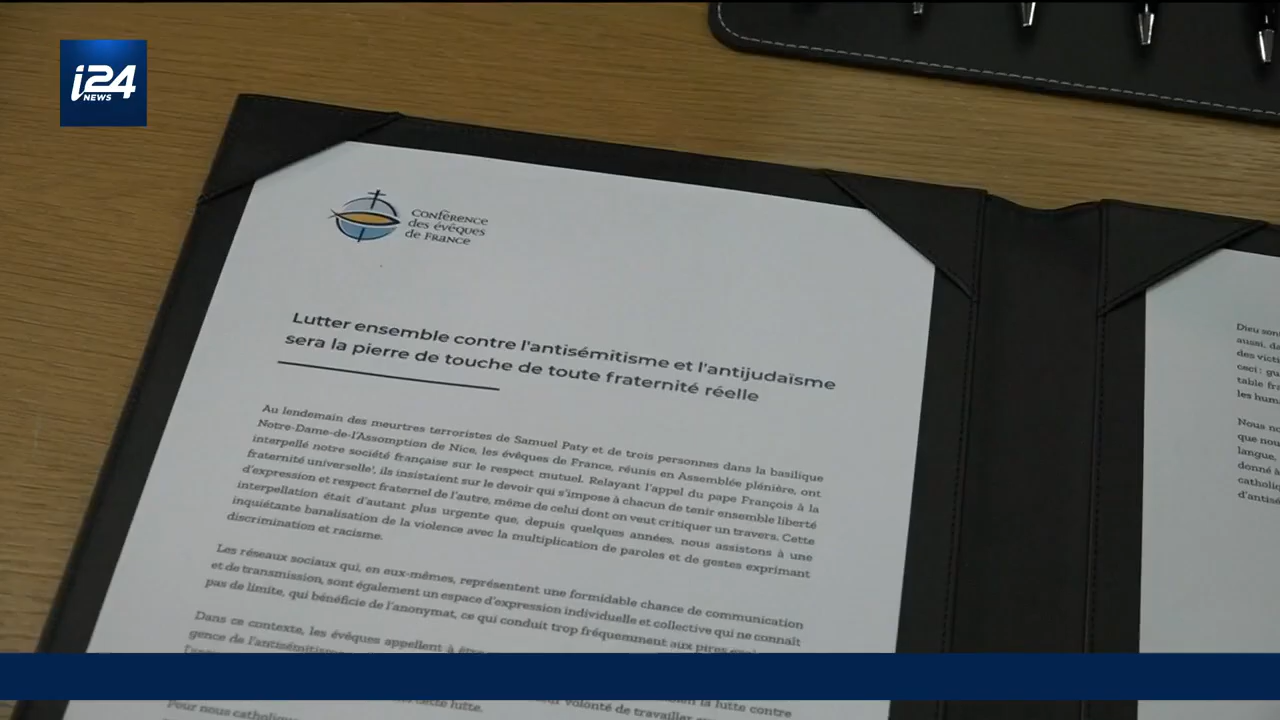 i24
NEWS
Conférence
des évêques
de France
Lutter ensemble contre l'antisémitisme et l'antijudaïsme
sera la pierre de touche de toute fraternité réelle
Au lendemain des meurtres terroristes de Samuel Paty et de trois personnes dans la basilique
Notre-Dame-de-l'Assomption de Nice, les évêques de France, réunis en Assemblée plénière, ont
interpellé notre société française sur le respect mutuel. Relayant l'appel du pape François à la
fraternité universelle¹, ils insistaient sur le devoir qui s'impose à chacun de tenir ensemble liberté
d'expression et respect fraternel de l'autre, même de celui dont on veut critiquer un travers. Cette
interpellation était d'autant plus urgente que, depuis quelques années, nous assistons à une
inquiétante banalisation de la violence avec la multiplication de paroles et de gestes exprimant
discrimination et racisme.
Les réseaux sociaux qui, en eux-mêmes, représentent une formidable chance de communication
et de transmission, sont également un espace d'expression individuelle et collective qui ne connaît
pas de limite, qui bénéficie de l'anonymat, ce qui conduit trop fréquemment aux pires
Dans ce contexte, les évêques appellent à
gence de l'antisémitisme
la lutte contre
cette lutte.
volonté de travailler
Pour nous
Dieu
aussi,
des
ceci :
table
les
Nous
que
langue,
donné à